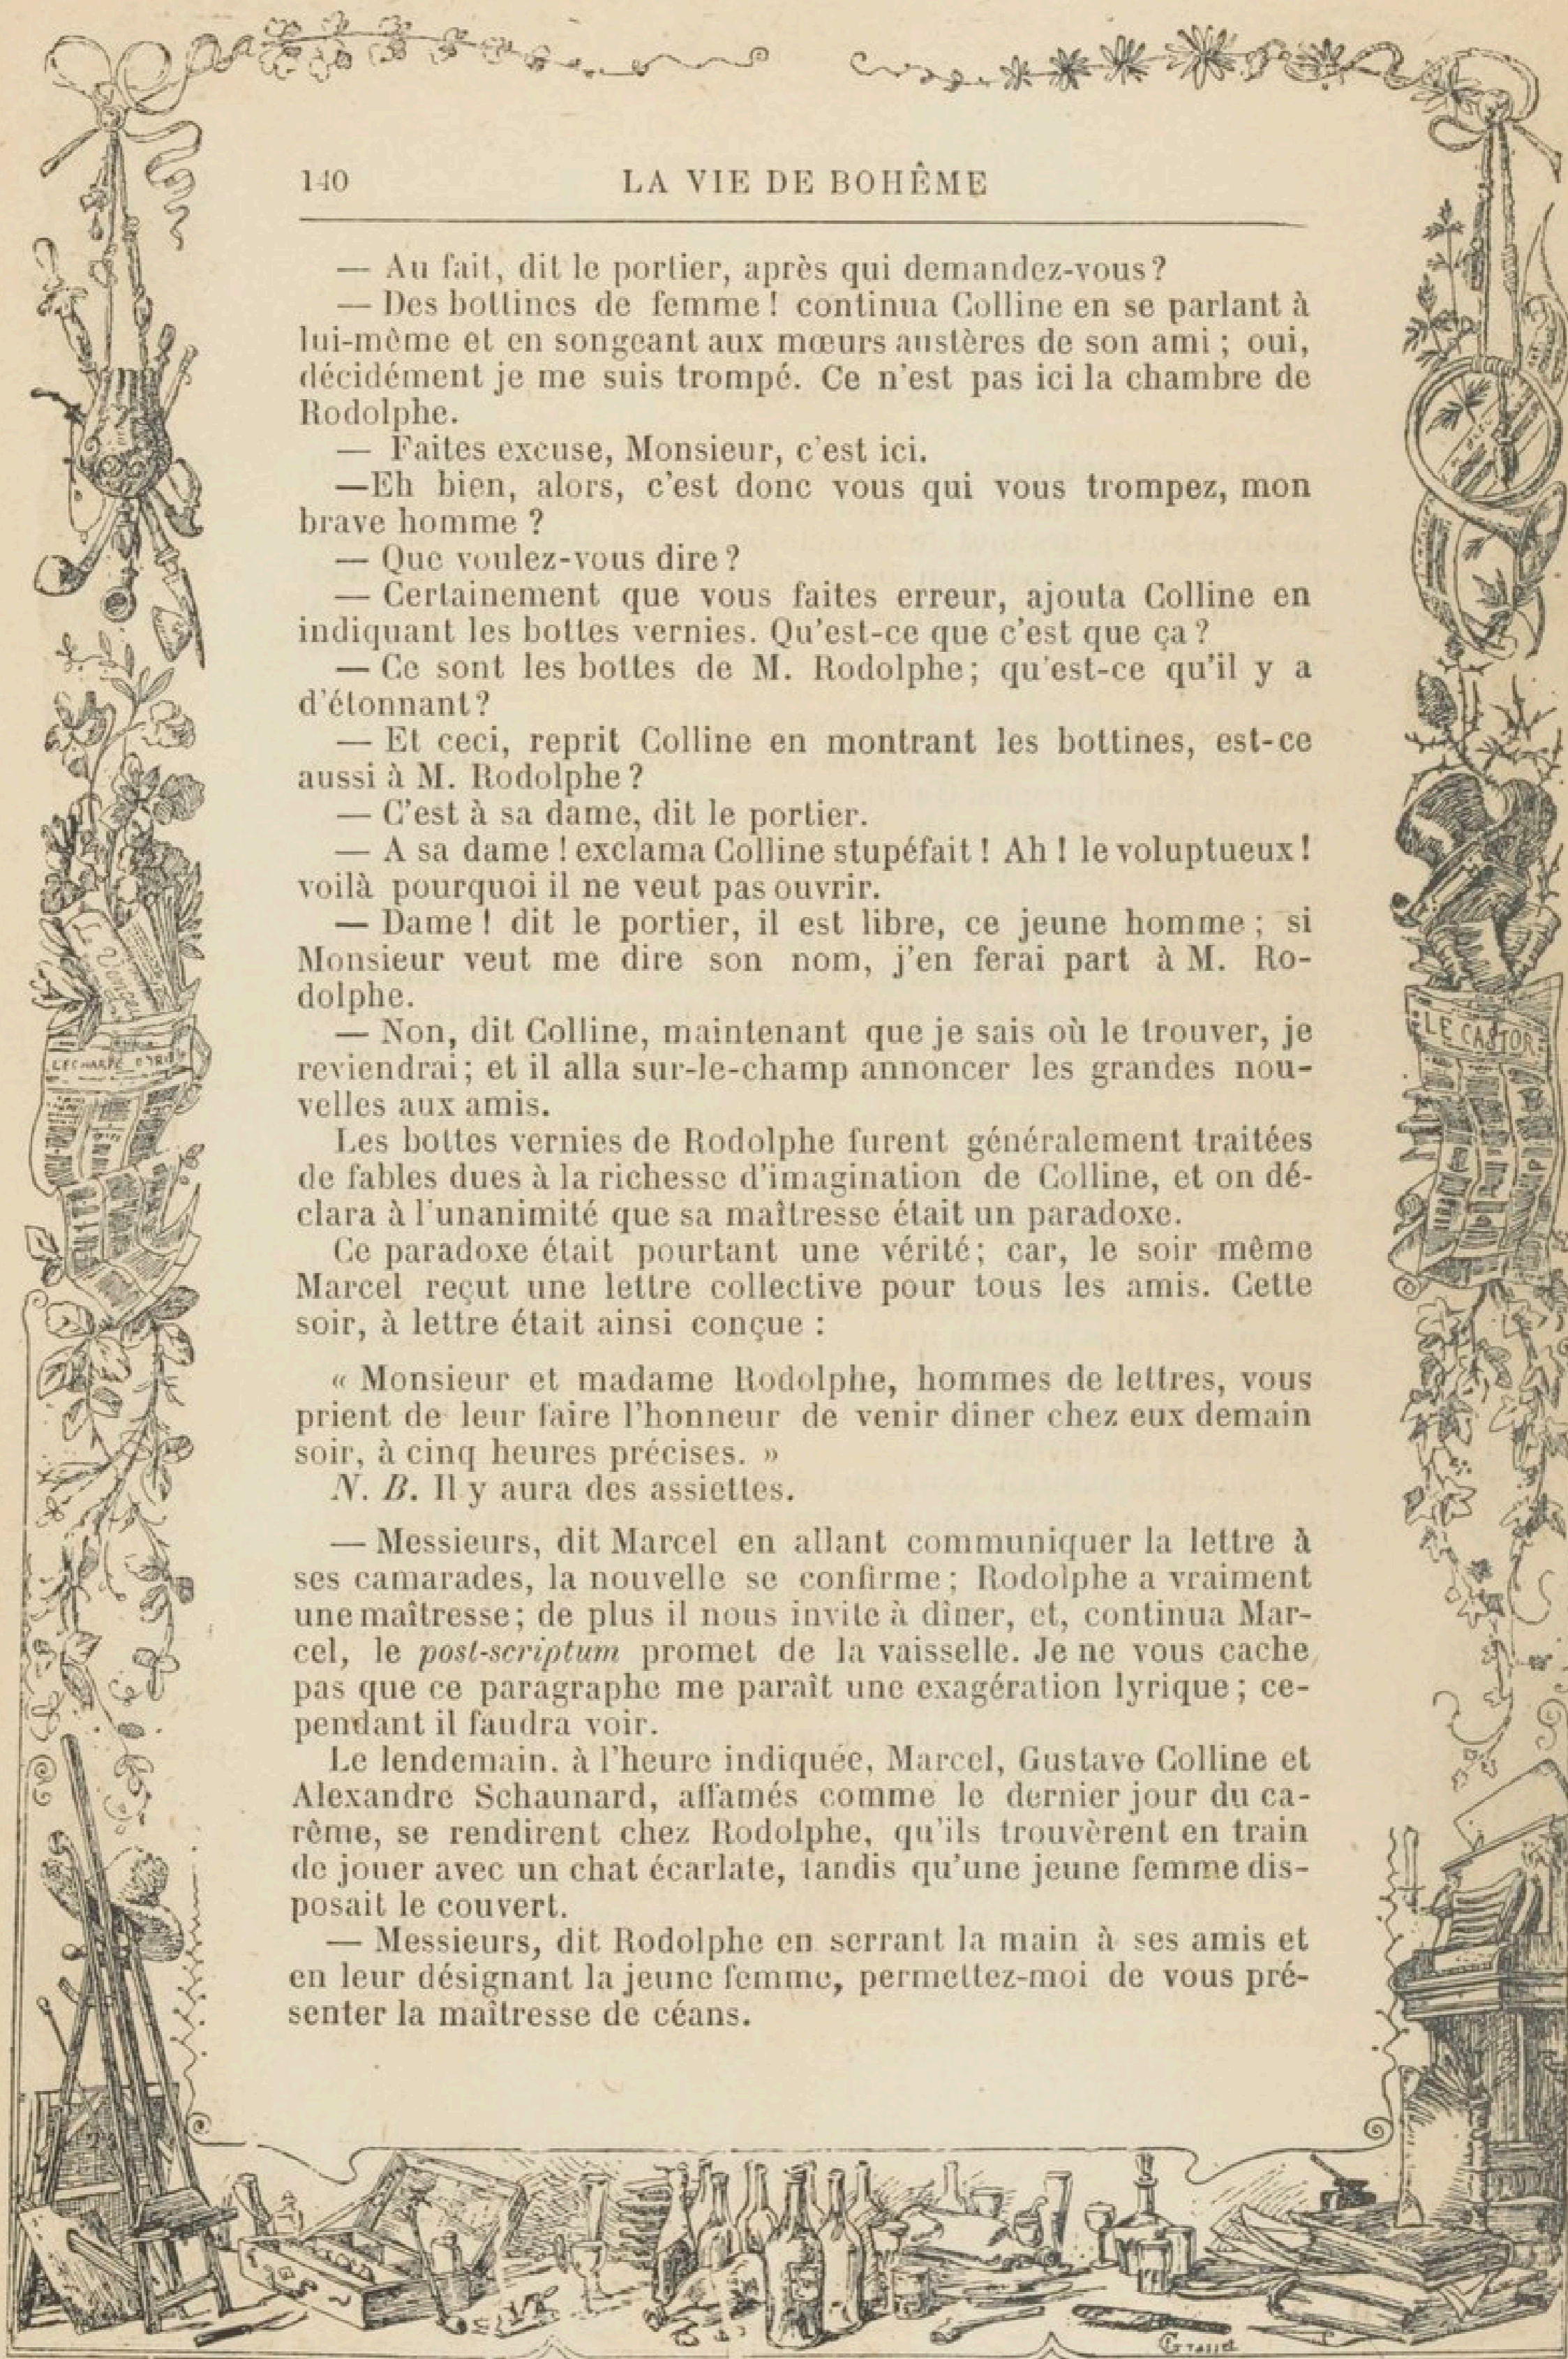 140
LA VIE DE BOHÊME
— Au fait, dit le portier, après qui demandez-vous?
— Des bottines de femme! continua Colline en se parlant à
lui-même et en songeant aux mœurs austères de son ami; oui,
décidément je me suis trompé. Ce n'est pas ici la chambre de
Rodolphe.
— Faites excuse, Monsieur, c'est ici.
—Eh bien, alors, c'est donc vous qui vous trompez, mon
brave homme?
— Que voulez-vous dire?
— Certainement que vous faites erreur, ajouta Colline en
indiquant les bottes vernies. Qu'est-ce que c'est que ça?
— Ce sont les bottes de M. Rodolphe; qu'est-ce qu'il y a
d'étonnant?
— Et ceci, reprit Colline en montrant les bottines, est-ce
aussi à M. Rodolphe?
— C'est à sa dame, dit le portier.
— A sa dame! exclama Colline stupéfait! Ah! le voluptueux!
voilà pourquoi il ne veut pas ouvrir.
— Dame! dit le portier, il est libre, ce jeune homme; si
Monsieur veut me dire son nom, j'en ferai part à M. Ro-
dolphe.
— Non, dit Colline, maintenant que je sais où le trouver, je
reviendrai; et il alla sur-le-champ annoncer les grandes nou-
velles aux amis.
Les bottes vernies de Rodolphe furent généralement traitées
de fables dues à la richesse d'imagination de Colline, et on dé-
clara à l'unanimité que sa maîtresse était un paradoxe.
Ce paradoxe était pourtant une vérité; car, le soir même
Marcel reçut une lettre collective pour tous les amis. Cette
soir, à lettre était ainsi conçue:
« Monsieur et madame Rodolphe, hommes de lettres, vous
prient de leur faire l'honneur de venir dîner chez eux demain
soir, à cinq heures précises. »
N. B. Il y aura des assiettes.
— Messieurs, dit Marcel en allant communiquer la lettre à
ses camarades, la nouvelle se confirme; Rodolphe a vraiment
une maîtresse; de plus il nous invite à dîner, et, continua Mar-
cel, le post-scriptum promet de la vaisselle. Je ne vous cache
pas que ce paragraphe me paraît une exagération lyrique; ce-
pendant il faudra voir.
Le lendemain, à l'heure indiquée, Marcel, Gustave Colline et
Alexandre Schaunard, affamés comme le dernier jour du ca-
rême, se rendirent chez Rodolphe, qu'ils trouvèrent en train
de jouer avec un chat écarlate, tandis qu'une jeune femme dis-
posait le couvert.
— Messieurs, dit Rodolphe en serrant la main à ses amis et
en leur désignant la jeune femme, permettez-moi de vous pré-
senter la maîtresse de céans.
L'ECHARPE D'IRIS
LE CASTOR